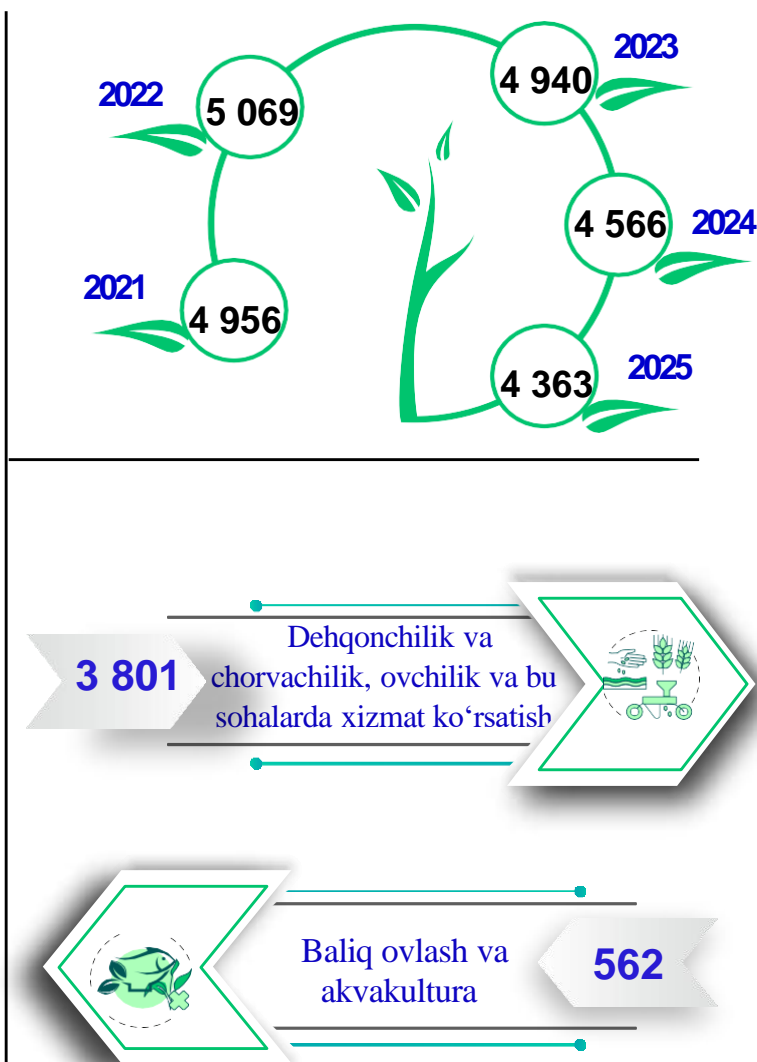 2023
4 940
2022
5 069
4 566
2024
2021
4 956
2025
4 363
Dehqonchilik va
3 801
chorvachilik, ovchilik va bu
sohalarda xizmat ko‘rsatish
Baliq ovlash va
562
akvakultura